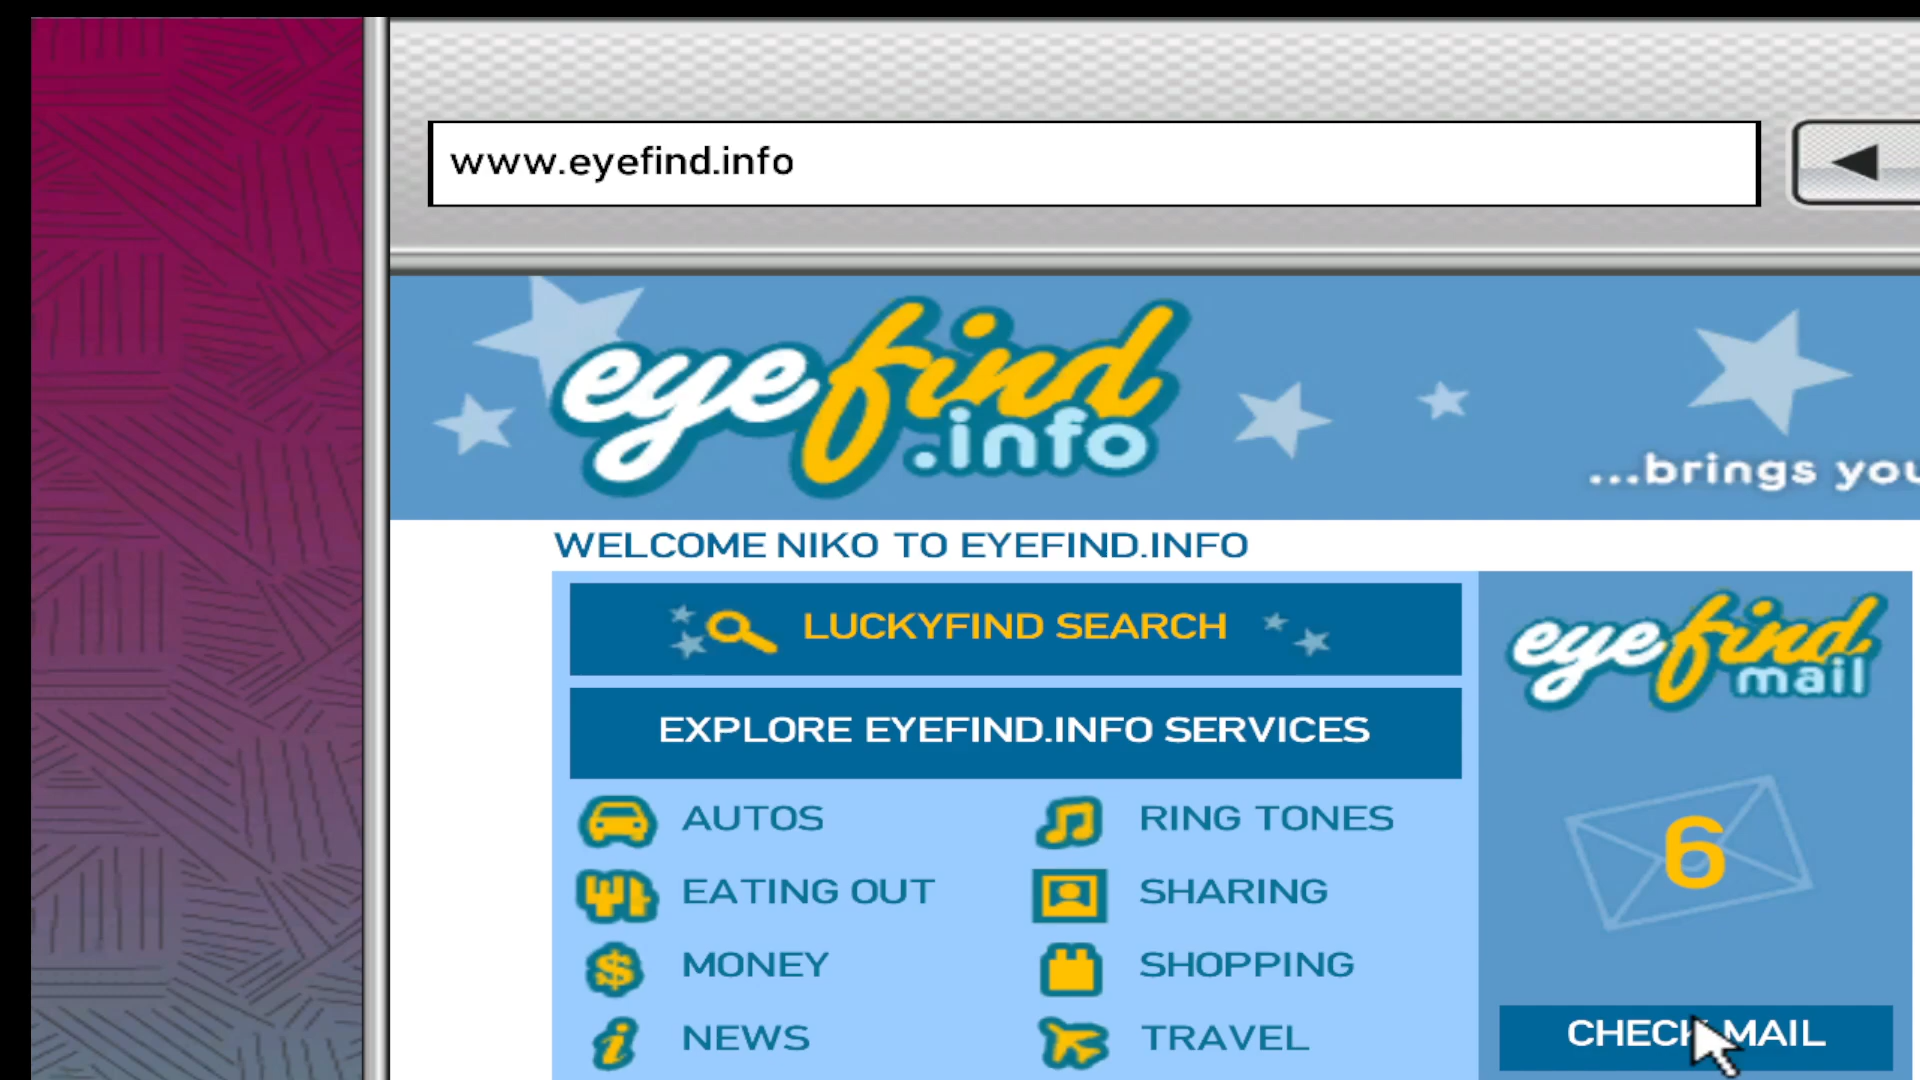 www.eyefind.info
eyefind
.info
...brings you
WELCOME NIKO TO EYEFIND.INFO
LUCKYFIND SEARCH
EXPLORE EYEFIND.INFO SERVICES
AUTOS
RING TONES
EATING OUT
SHARING
MONEY
SHOPPING
NEWS
TRAVEL
eyefind
mail
6
CHECK MAIL